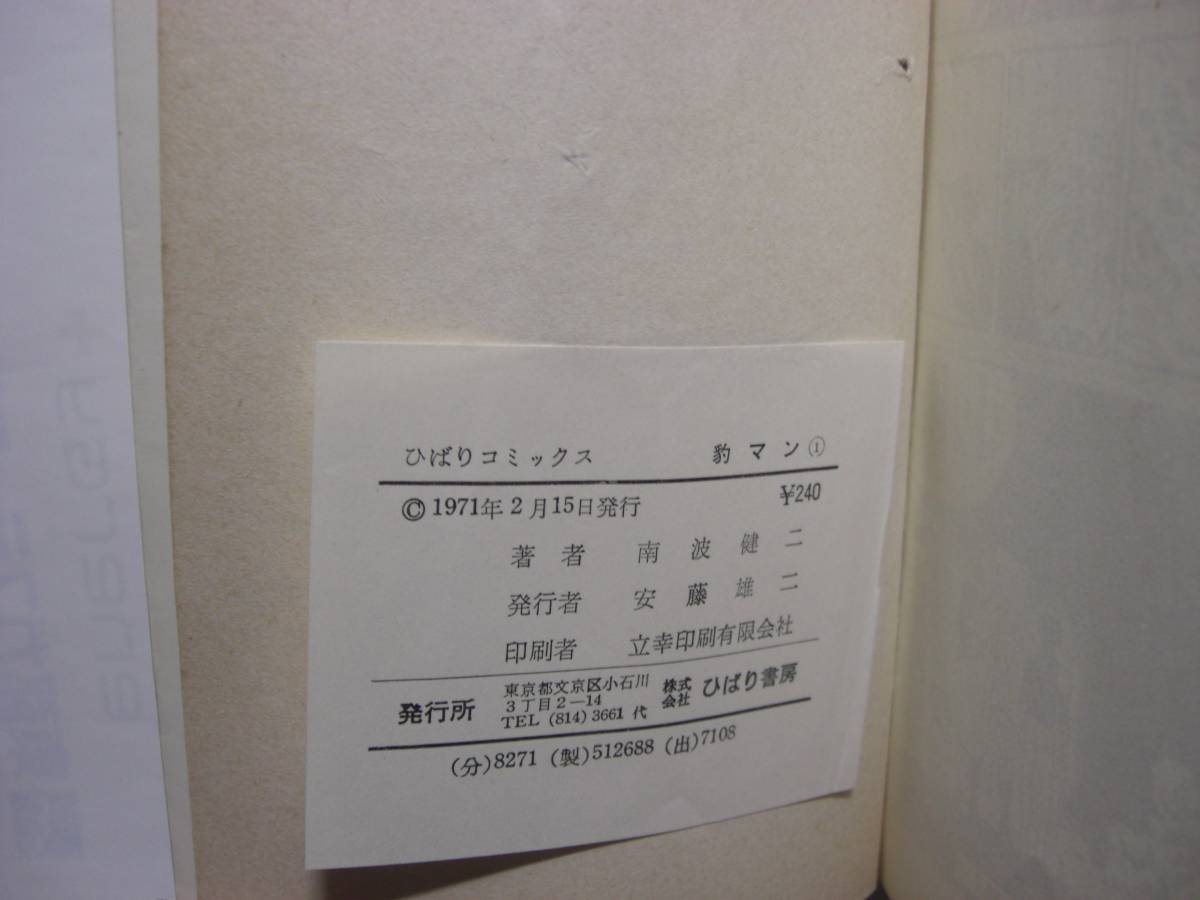 ひばりコミックス 豹マン①
©1971年2月15日発行 ¥240
著者 南波健二
発行者 安藤雄二
印刷者 立幸印刷有限会社
発行所 東京都文京区小石川 株式会社 ひばり書房
3丁目2—14
TEL (814) 3661 代
(分)8271 (製)512688 (出)7108